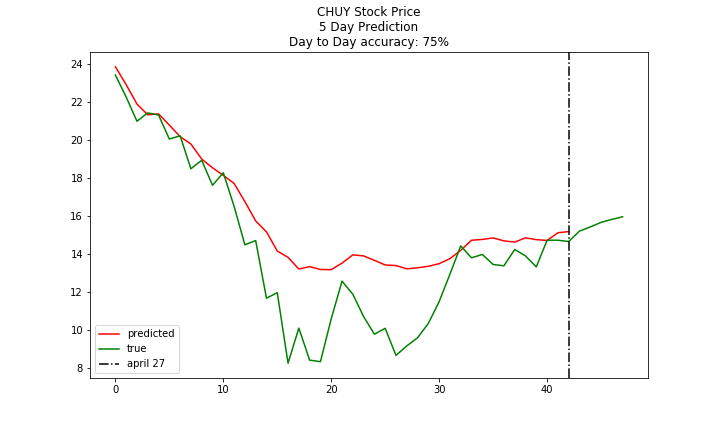 CHUY Stock Price
5 Day Prediction
Day to Day accuracy: 75%
24
22
20
18
16
14
12
10
8
predicted
true
april 27
0 10 20 30 40